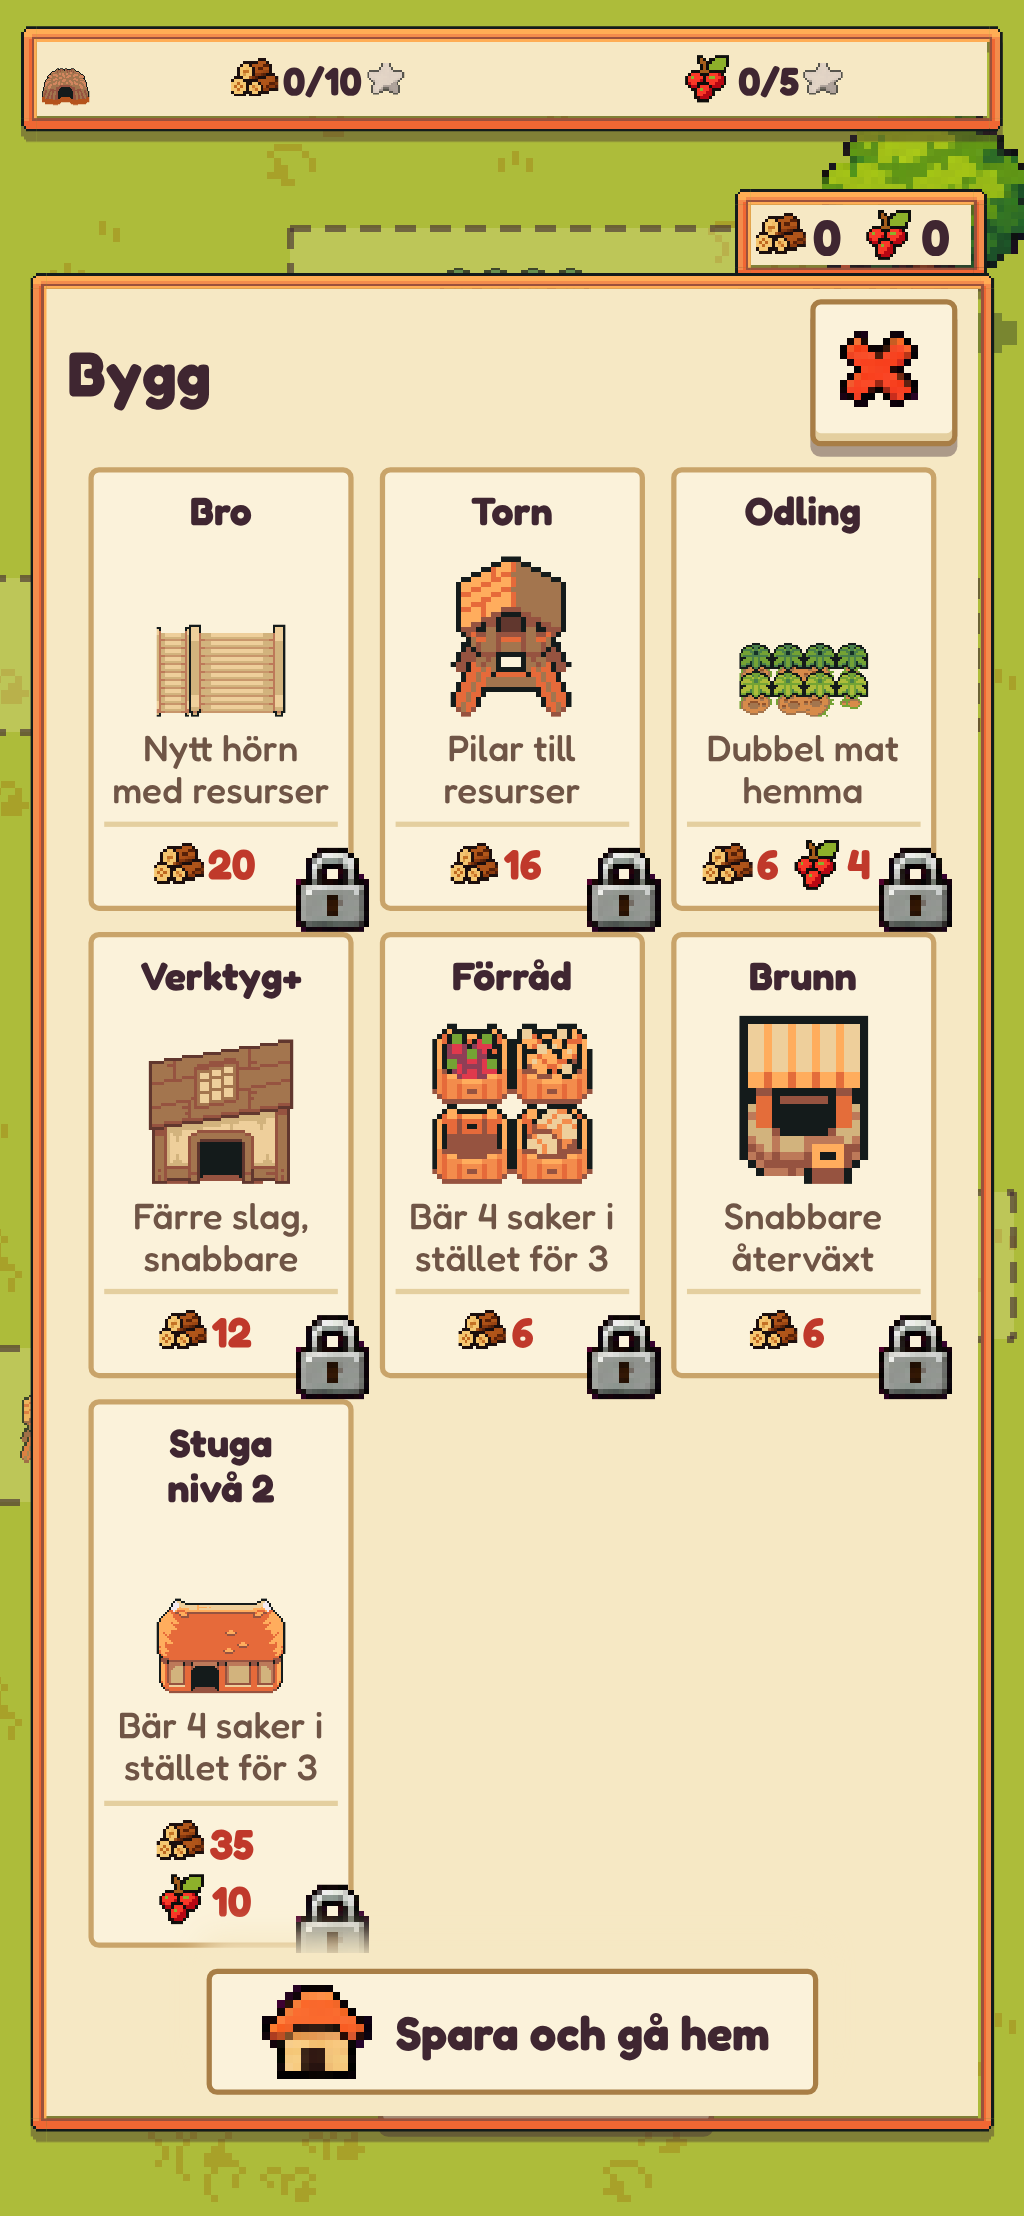 0/10 0/5
0 0
Bygg
Bro
Torn
Odling
Nytt hörn
med resurser
Pilar till
resurser
Dubbel mat
hemma
20
16
6 4
Verktyg+
Förråd
Brunn
Färre slag,
snabbare
Bär 4 saker i
stället för 3
Snabbare
återväxt
12
6
6
Stuga
nivå 2
Bär 4 saker i
stället för 3
35
10
Spara och gå hem